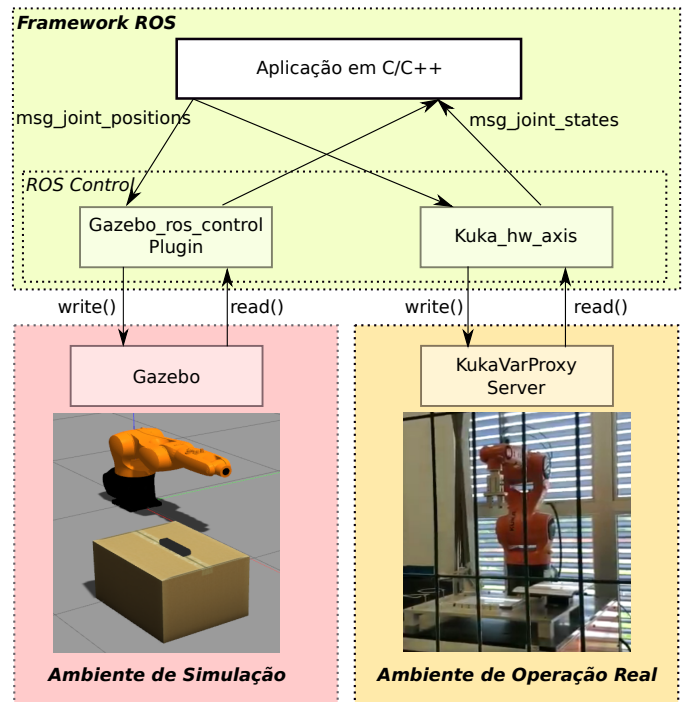 Framework ROS
Aplicação em C/C++
msg_joint_positions
msg_joint_states
ROS Control
Gazebo_ros_control
Plugin
Kuka_hw_axis
write()
read()
write()
read()
Gazebo
KukaVarProxy
Server
Ambiente de Simulação
Ambiente de Operação Real